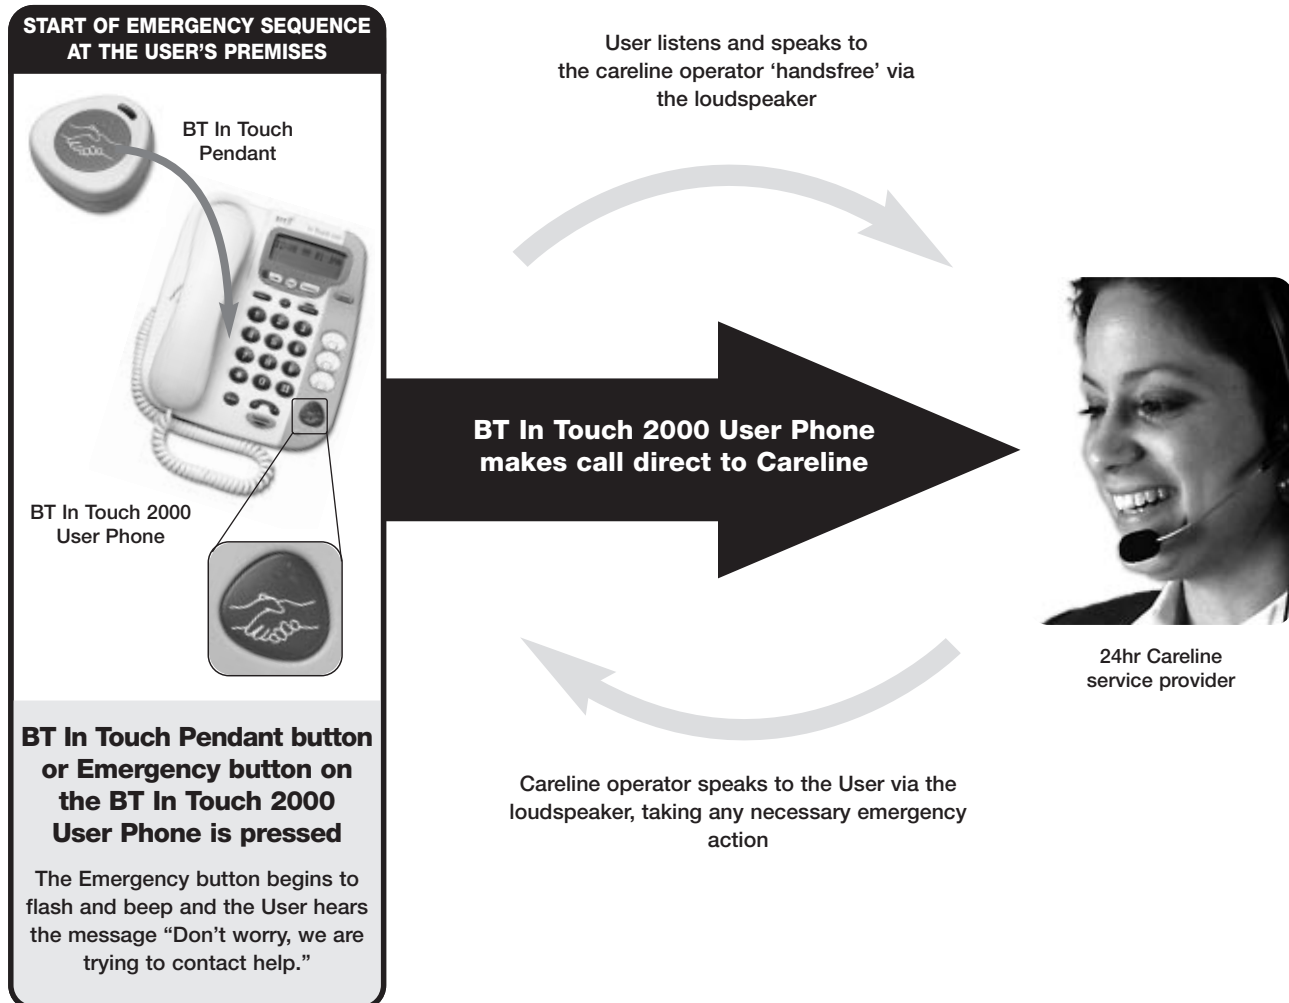 START OF EMERGENCY SEQUENCE
AT THE USER'S PREMISES
BT In Touch
Pendant
BT In Touch 2000
User Phone
BT In Touch Pendant button
or Emergency button on
the BT In Touch 2000
User Phone is pressed
The Emergency button begins to
flash and beep and the User hears
the message “Don't worry, we are
trying to contact help.”
User listens and speaks to
the careline operator ‘handsfree’ via
the loudspeaker
BT In Touch 2000 User Phone
makes call direct to Careline
24hr Careline
service provider
Careline operator speaks to the User via the
loudspeaker, taking any necessary emergency
action